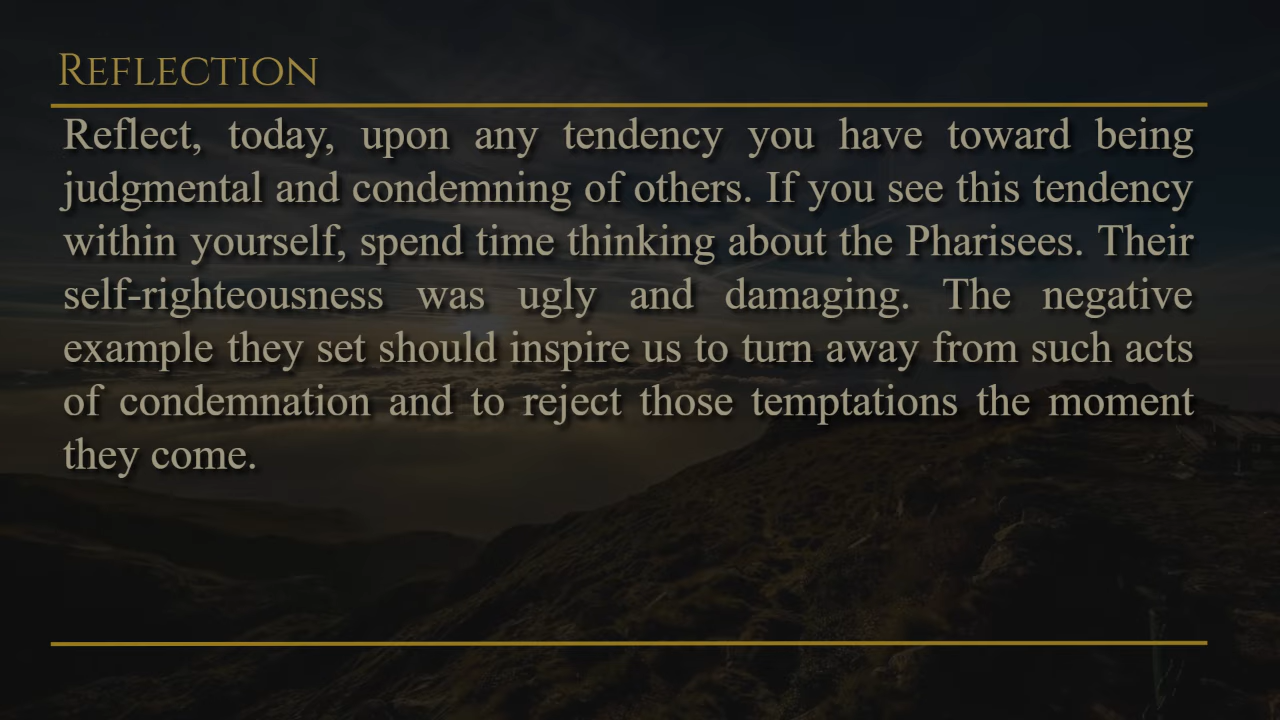 REFLECTION
Reflect, today, upon any tendency you have toward being
judgmental and condemning of others. If you see this tendency
within yourself, spend time thinking about the Pharisees. Their
self-righteousness was ugly and damaging. The negative
example they set should inspire us to turn away from such acts
of condemnation and to reject those temptations the moment
they come.